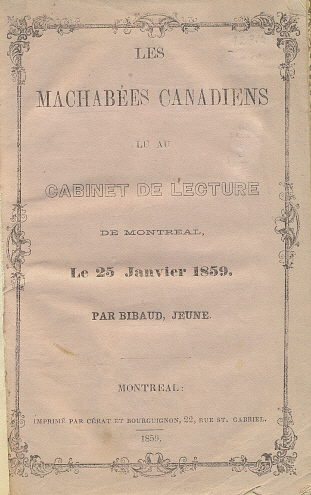 LES
MACHABÉES CANADIENS
LU AU
CABINET DE LECTURE
DE MONTREAL,
Le 25 Janvier 1859.
PAR BIBAUD, JEUNE.
MONTREAL:
IMPRIMÉ PAR CÉRAT ET BOURGUIGNON, 22, RUE ST. GABRIEL.
1859.